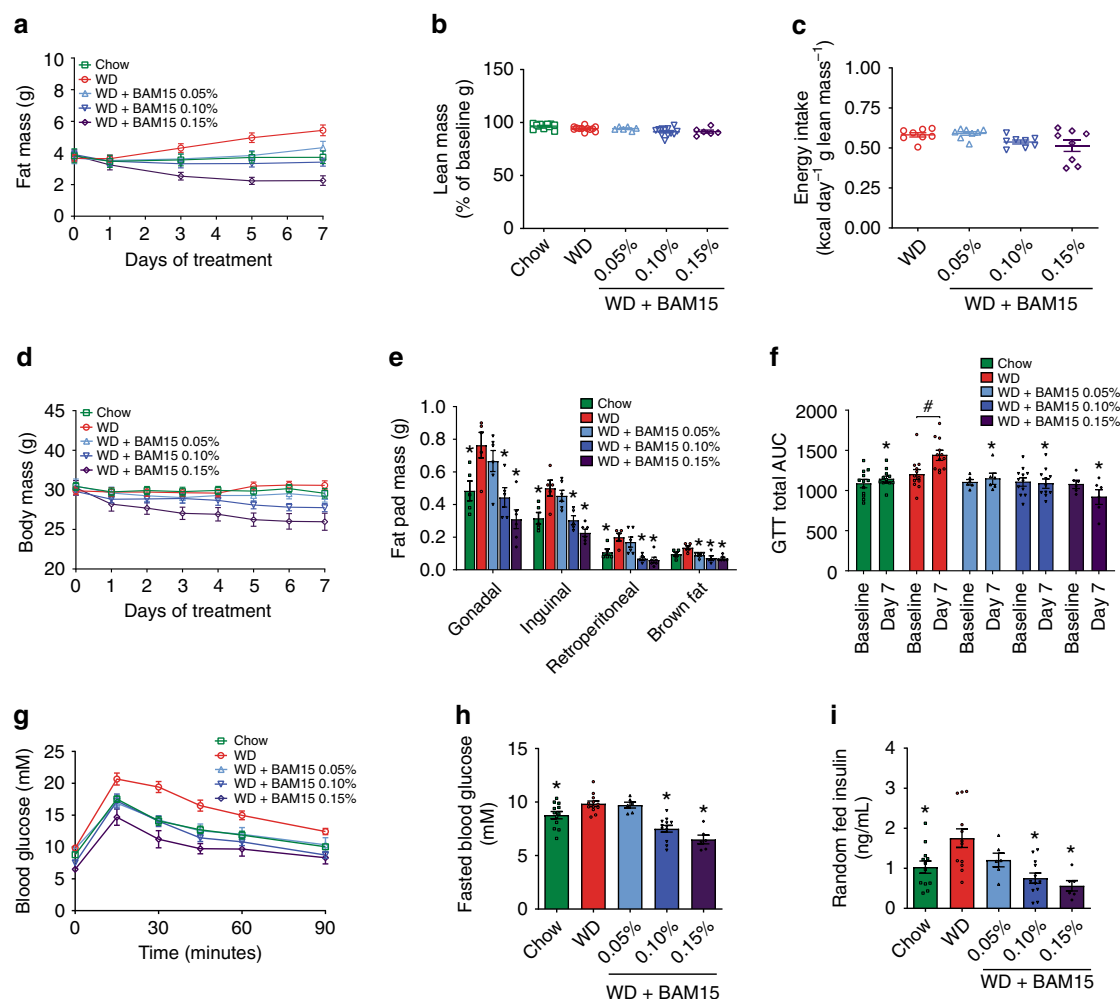 a
Fat mass (g)
10
8
6
4
2
0
0 1 2 3 4 5 6 7
Days of treatment
Chow
WD
WD + BAM15 0.05%
WD + BAM15 0.10%
WD + BAM15 0.15%
b
Lean mass
(% of baseline g)
150
100
50
0
Chow WD 0.05% 0.10% 0.15%
WD + BAM15
c
Energy intake
(kcal day⁻¹ g lean mass⁻¹)
1.00
0.75
0.50
0.25
0.00
WD 0.05% 0.10% 0.15%
WD + BAM15
d
Body mass (g)
45
40
35
30
25
20
0 1 2 3 4 5 6 7
Days of treatment
Chow
WD
WD + BAM15 0.05%
WD + BAM15 0.10%
WD + BAM15 0.15%
e
Fat pad mass (g)
1.0
0.8
0.6
0.4
0.2
0.0
Chow
WD
WD + BAM15 0.05%
WD + BAM15 0.10%
WD + BAM15 0.15%
* * * * * * * * * * * *
Gonadal Inguinal Retroperitoneal Brown fat
f
Chow
WD
WD + BAM15 0.05%
WD + BAM15 0.10%
WD + BAM15 0.15%
GTT total AUC
2000
1500
1000
500
0
* # * * *
Baseline Day 7 Baseline Day 7 Baseline Day 7 Baseline Day 7 Baseline Day 7
g
Blood glucose (mM)
25
20
15
10
5
0
0 30 60 90
Time (minutes)
Chow
WD
WD + BAM15 0.05%
WD + BAM15 0.10%
WD + BAM15 0.15%
h
Fasted blood glucose
(mM)
15
10
5
0
* * *
Chow WD 0.05% 0.10% 0.15%
WD + BAM15
i
Random fed insulin
(ng/mL)
4
3
2
1
0
* * *
Chow WD 0.05% 0.10% 0.15%
WD + BAM15